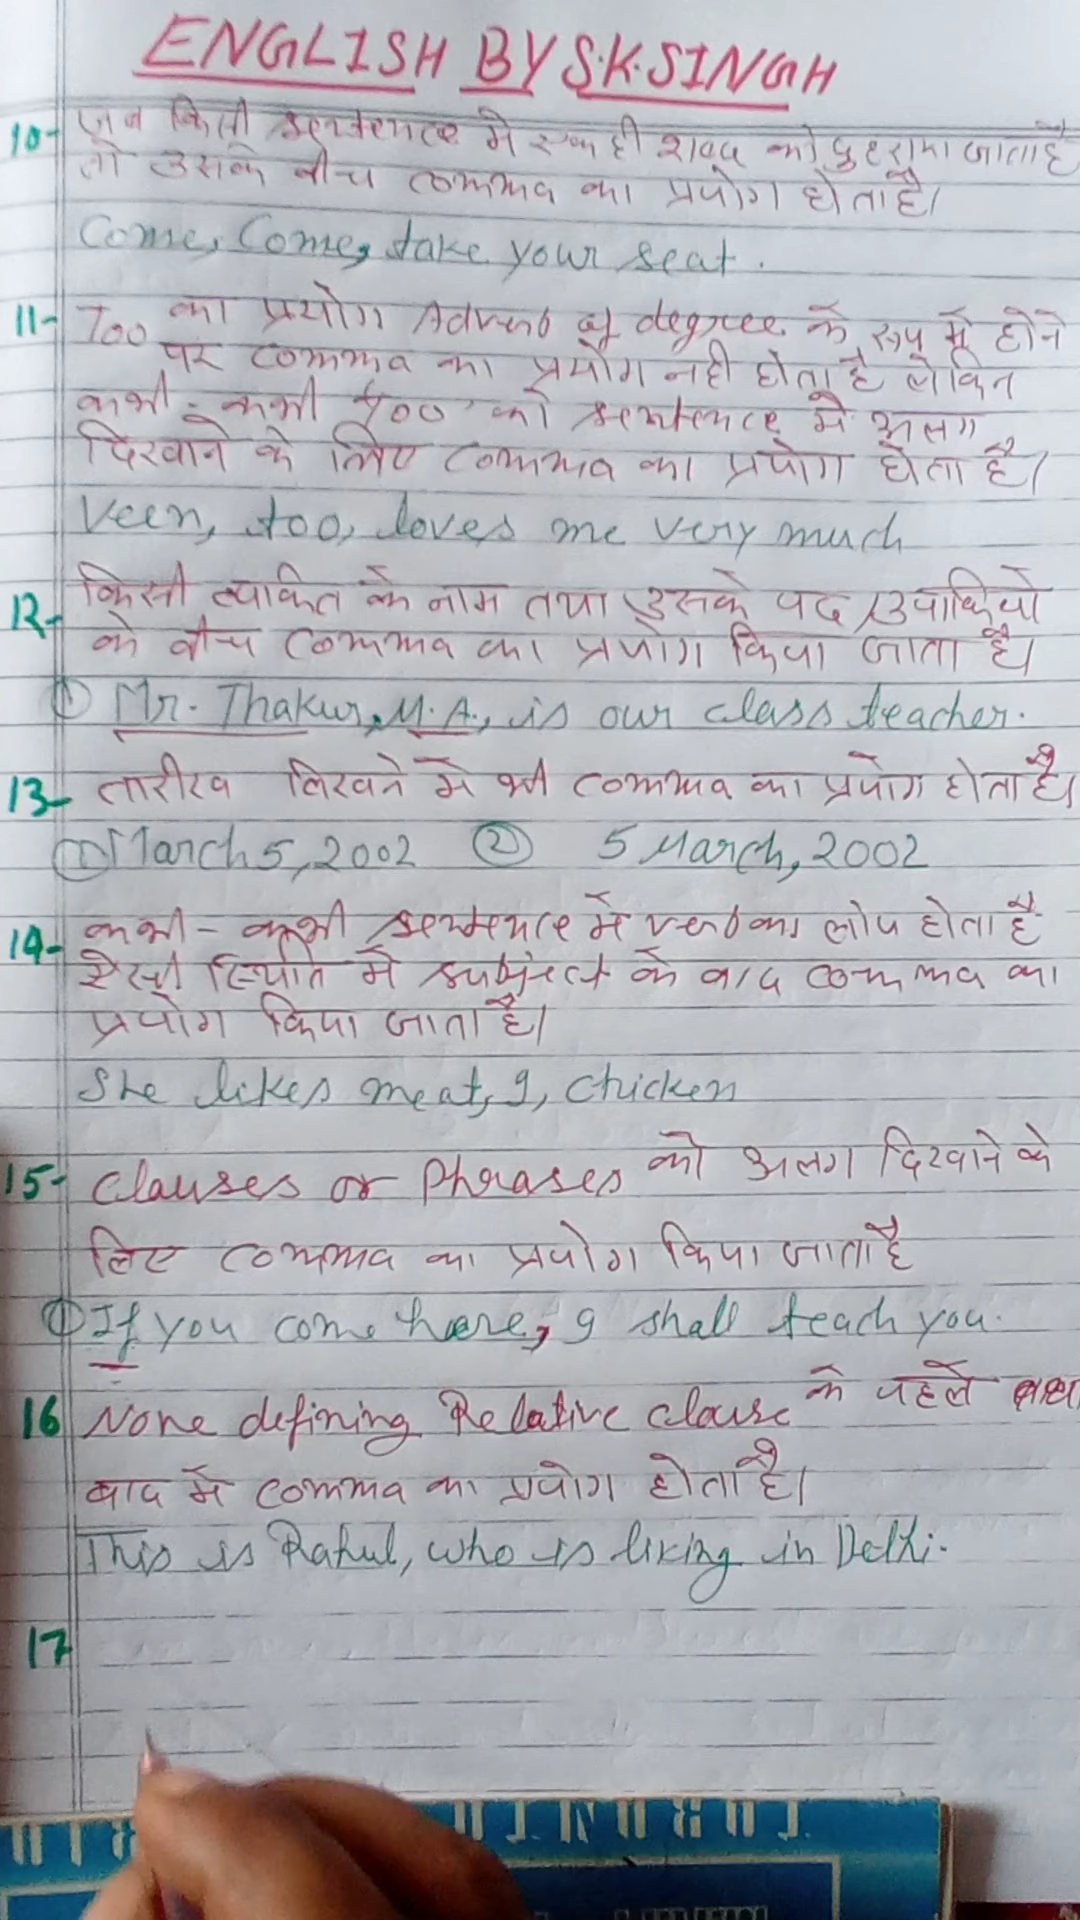 ENGLISH BY S.K.SINGH
10- जब किसी sentence में एक ही शब्द को दुहराया जाता है
तो उसके बीच comma का प्रयोग होता है।
Come, Come, take your seat.
11- Too का प्रयोग Adverb of degree के रूप में होने
पर comma का प्रयोग नही होता है लेकिन
कभी-कभी too को sentence में अलग
दिखाने के लिए comma का प्रयोग होता है।
Veen, too, loves me very much
12- किसी व्यक्ति के नाम तथा उसके पद/उपाधियो
के बीच comma का प्रयोग किया जाता है।
① Mr. Thakur, M.A., is our class teacher.
13- तारीख लिखने में भी comma का प्रयोग होता है।
① March 5, 2002 ② 5 March, 2002
14- कभी-कभी sentence में verb का लोप होता है
ऐसी स्थिति में subject के बाद comma का
प्रयोग किया जाता है।
She likes meat, I, chicken
15- Clauses or Phrases को अलग दिखाने के
लिए comma का प्रयोग किया जाता है
① If you come here, I shall teach you.
16 None defining Relative clause के पहले तथा
बाद में comma का प्रयोग होता है।
This is Rahul, who is living in Delhi.
17